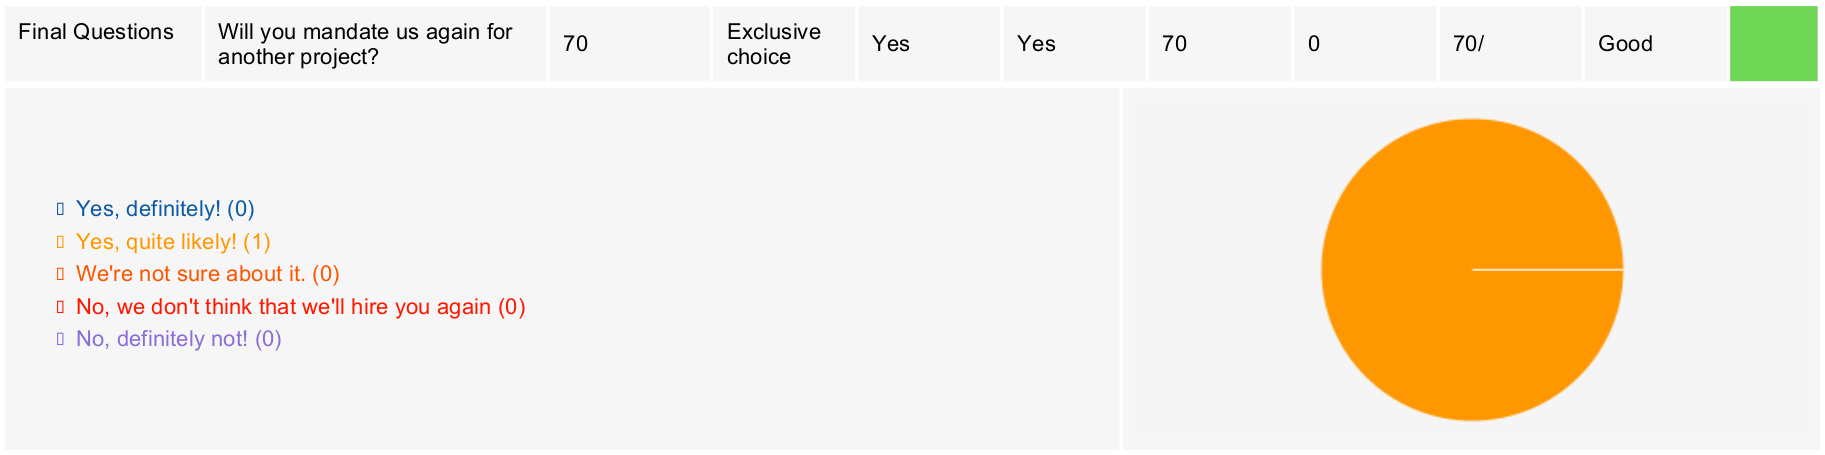 Final Questions
Will you mandate us again for
another project?
70
Exclusive
choice
Yes
Yes
70
0
70/
Good
Yes, definitely! (0)
Yes, quite likely! (1)
We're not sure about it. (0)
No, we don't think that we'll hire you again (0)
No, definitely not! (0)